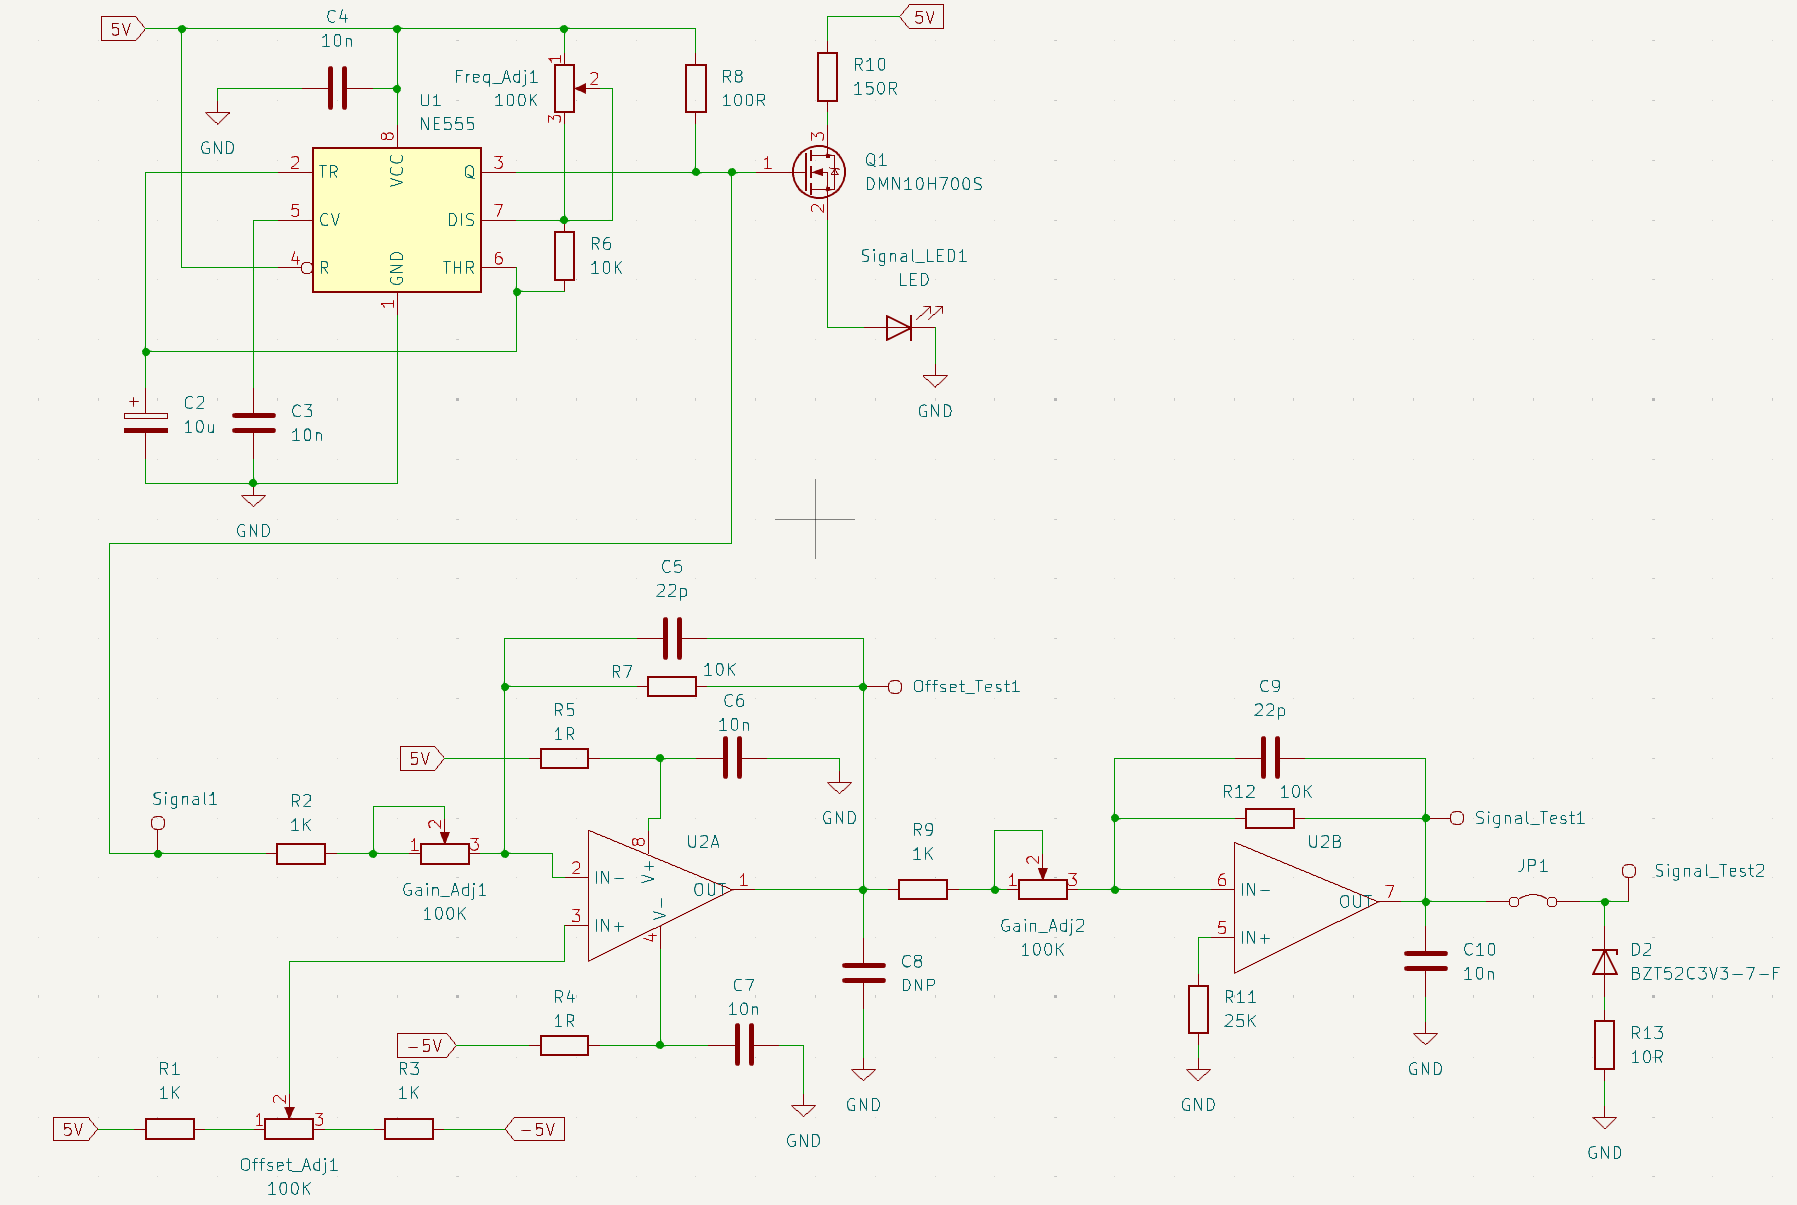 5V
C4
10n
GND
Freq_Adj1
100K
1
2
3
R8
100R
5V
R10
150R
U1
NE555
8
VCC
2
TR
5
CV
4
R
GND
1
Q
3
DIS
7
THR
6
R6
10K
1
3
2
Q1
DMN10H700S
Signal_LED1
LED
GND
+
C2
10u
C3
10n
GND
C5
22p
R7
10K
Offset_Test1
R5
1R
C6
10n
5V
GND
Signal1
R2
1K
1
2
3
Gain_Adj1
100K
U2A
8
V+
2
IN-
3
IN+
V-
4
OUT
1
R9
1K
1
2
3
Gain_Adj2
100K
C9
22p
R12
10K
Signal_Test1
U2B
6
IN-
5
IN+
OUT
7
JP1
Signal_Test2
R11
25K
GND
C10
10n
GND
D2
BZT52C3V3-7-F
R13
10R
GND
C8
DNP
GND
-5V
R4
1R
C7
10n
GND
5V
R1
1K
1
2
3
Offset_Adj1
100K
R3
1K
-5V